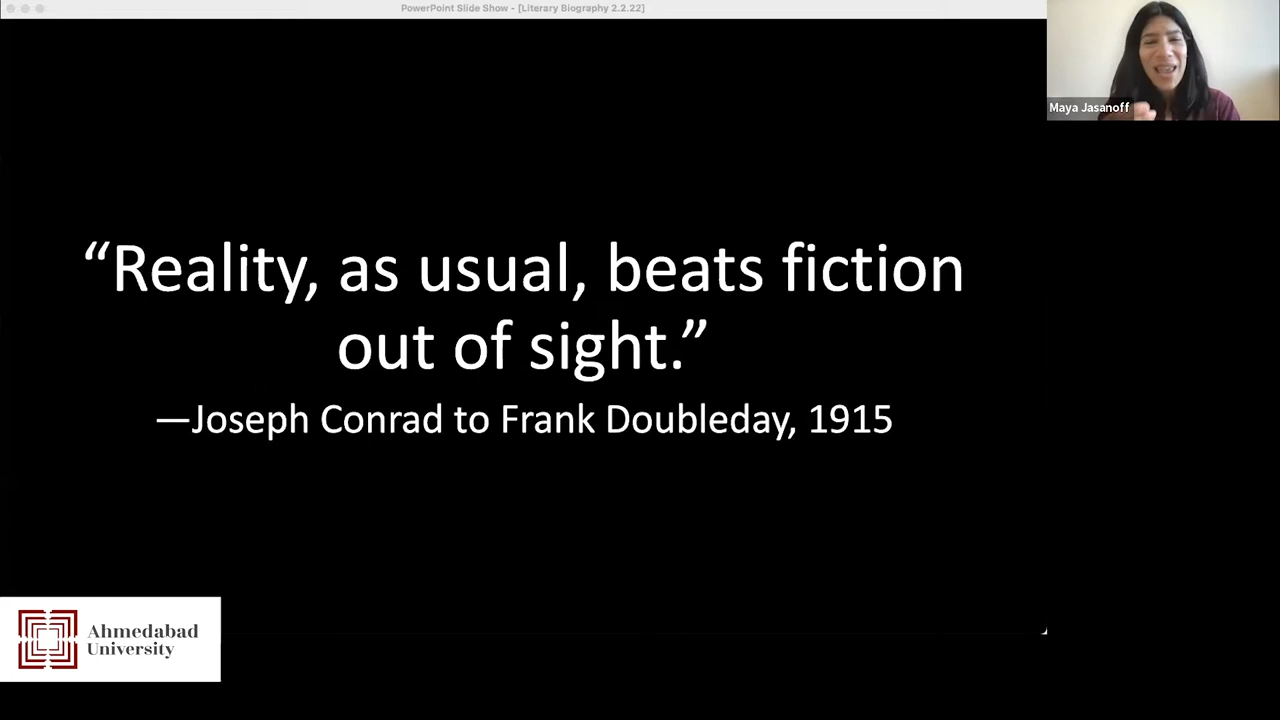 PowerPoint Slide Show - [Literary Biography 2.2.22]
Maya Jasanoff
“Reality, as usual, beats fiction
out of sight.”
—Joseph Conrad to Frank Doubleday, 1915
Ahmedabad
University